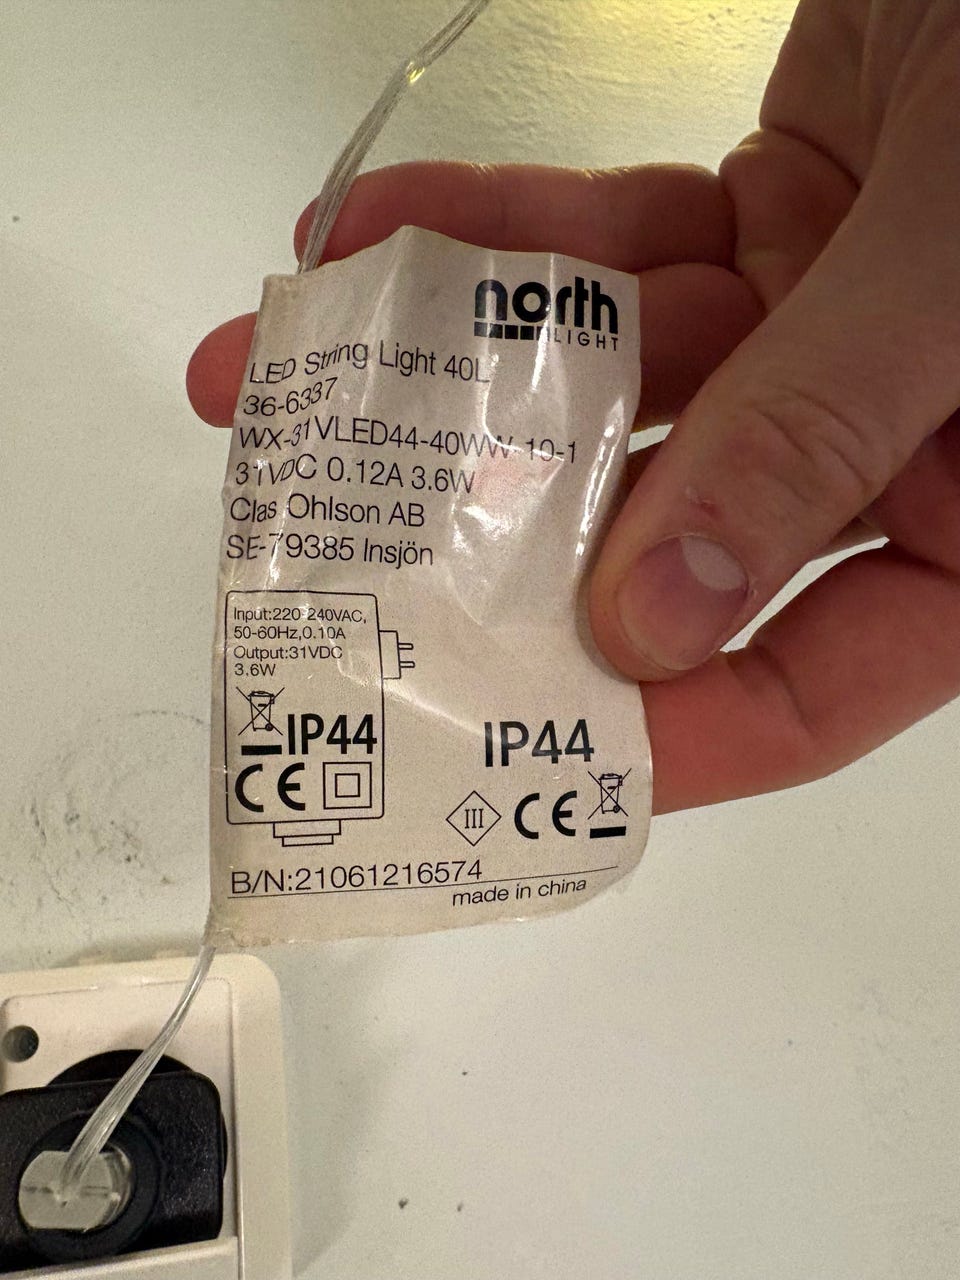 north
LIGHT
LED String Light 40L
36-6337
WX-31VLED44-40WW-10-1
31VDC 0.12A 3.6W
Clas Ohlson AB
SE-79385 Insjön
Input:220-240VAC,
50-60Hz,0.10A
Output:31VDC
3.6W
IP44
CE
IP44
III CE
B/N:21061216574
made in china